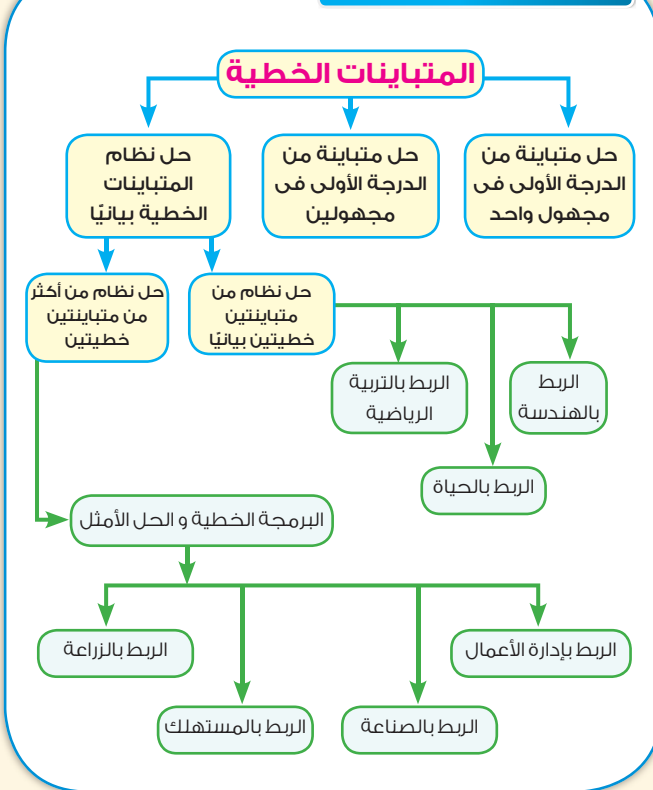 المتباينات الخطية
حل متباينة من
الدرجة الأولى فى
مجهول واحد
حل متباينة من
الدرجة الأولى فى
مجهولين
حل نظام
المتباينات
الخطية بيانيًا
حل نظام من
متباينتين
خطيتين بيانيًا
حل نظام من أكثر
من متباينتين
خطيتين
الربط
بالهندسة
الربط بالتربية
الرياضية
الربط بالحياة
البرمجة الخطية و الحل الأمثل
الربط بإدارة الأعمال
الربط بالزراعة
الربط بالصناعة
الربط بالمستهلك